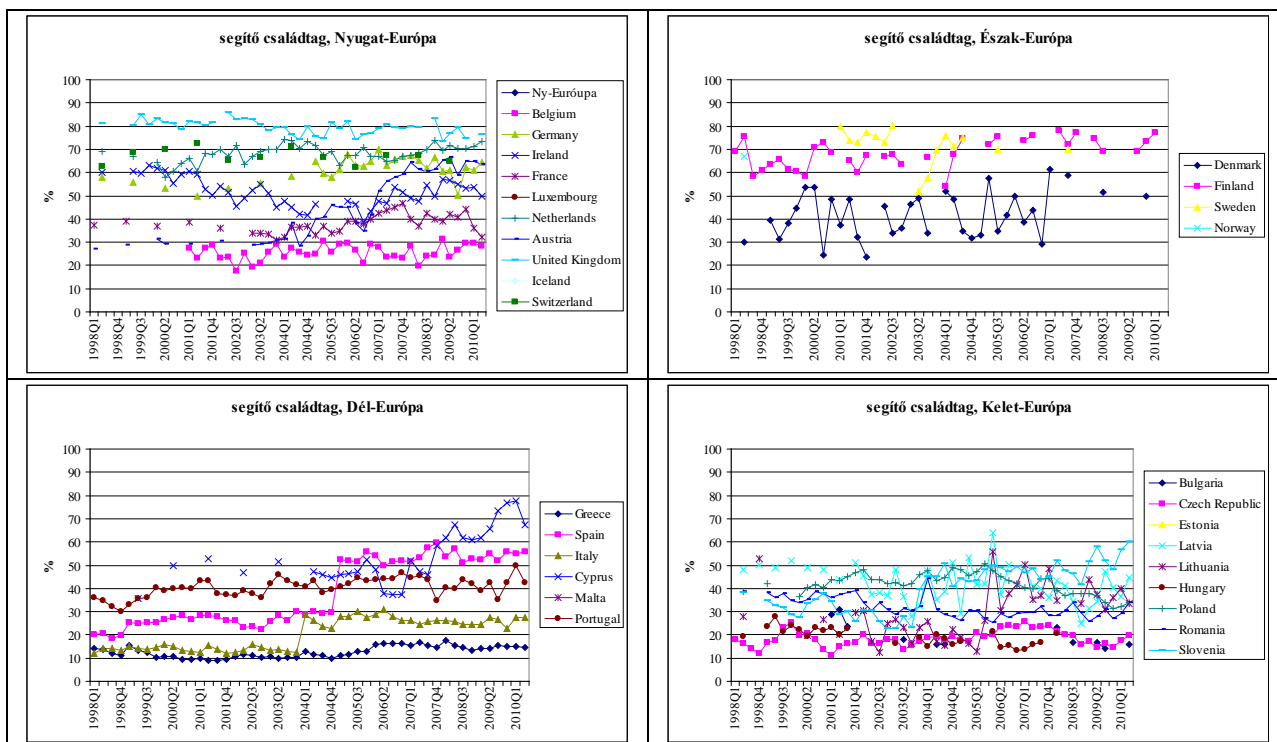 segítő családtag, Nyugat-Európa
100
90
80
70
60
50
40
30
20
10
0
%
1998Q1
1998Q4
1999Q3
2000Q2
2001Q1
2001Q4
2002Q3
2003Q2
2004Q1
2004Q4
2005Q3
2006Q2
2007Q1
2007Q4
2008Q3
2009Q2
2010Q1
Ny-Euróupa
Belgium
Germany
Ireland
France
Luxembourg
Netherlands
Austria
United Kingdom
Iceland
Switzerland
segítő családtag, Észak-Európa
100
90
80
70
60
50
40
30
20
10
0
%
1998Q1
1998Q4
1999Q3
2000Q2
2001Q1
2001Q4
2002Q3
2003Q2
2004Q1
2004Q4
2005Q3
2006Q2
2007Q1
2007Q4
2008Q3
2009Q2
2010Q1
Denmark
Finland
Sweden
Norway
segítő családtag, Dél-Európa
100
90
80
70
60
50
40
30
20
10
0
%
1998Q1
1998Q4
1999Q3
2000Q2
2001Q1
2001Q4
2002Q3
2003Q2
2004Q1
2004Q4
2005Q3
2006Q2
2007Q1
2007Q4
2008Q3
2009Q2
2010Q1
Greece
Spain
Italy
Cyprus
Malta
Portugal
segítő családtag, Kelet-Európa
100
90
80
70
60
50
40
30
20
10
0
%
1998Q1
1998Q4
1999Q3
2000Q2
2001Q1
2001Q4
2002Q3
2003Q2
2004Q1
2004Q4
2005Q3
2006Q2
2007Q1
2007Q4
2008Q3
2009Q2
2010Q1
Bulgaria
Czech Republic
Estonia
Latvia
Lithuania
Hungary
Poland
Romania
Slovenia